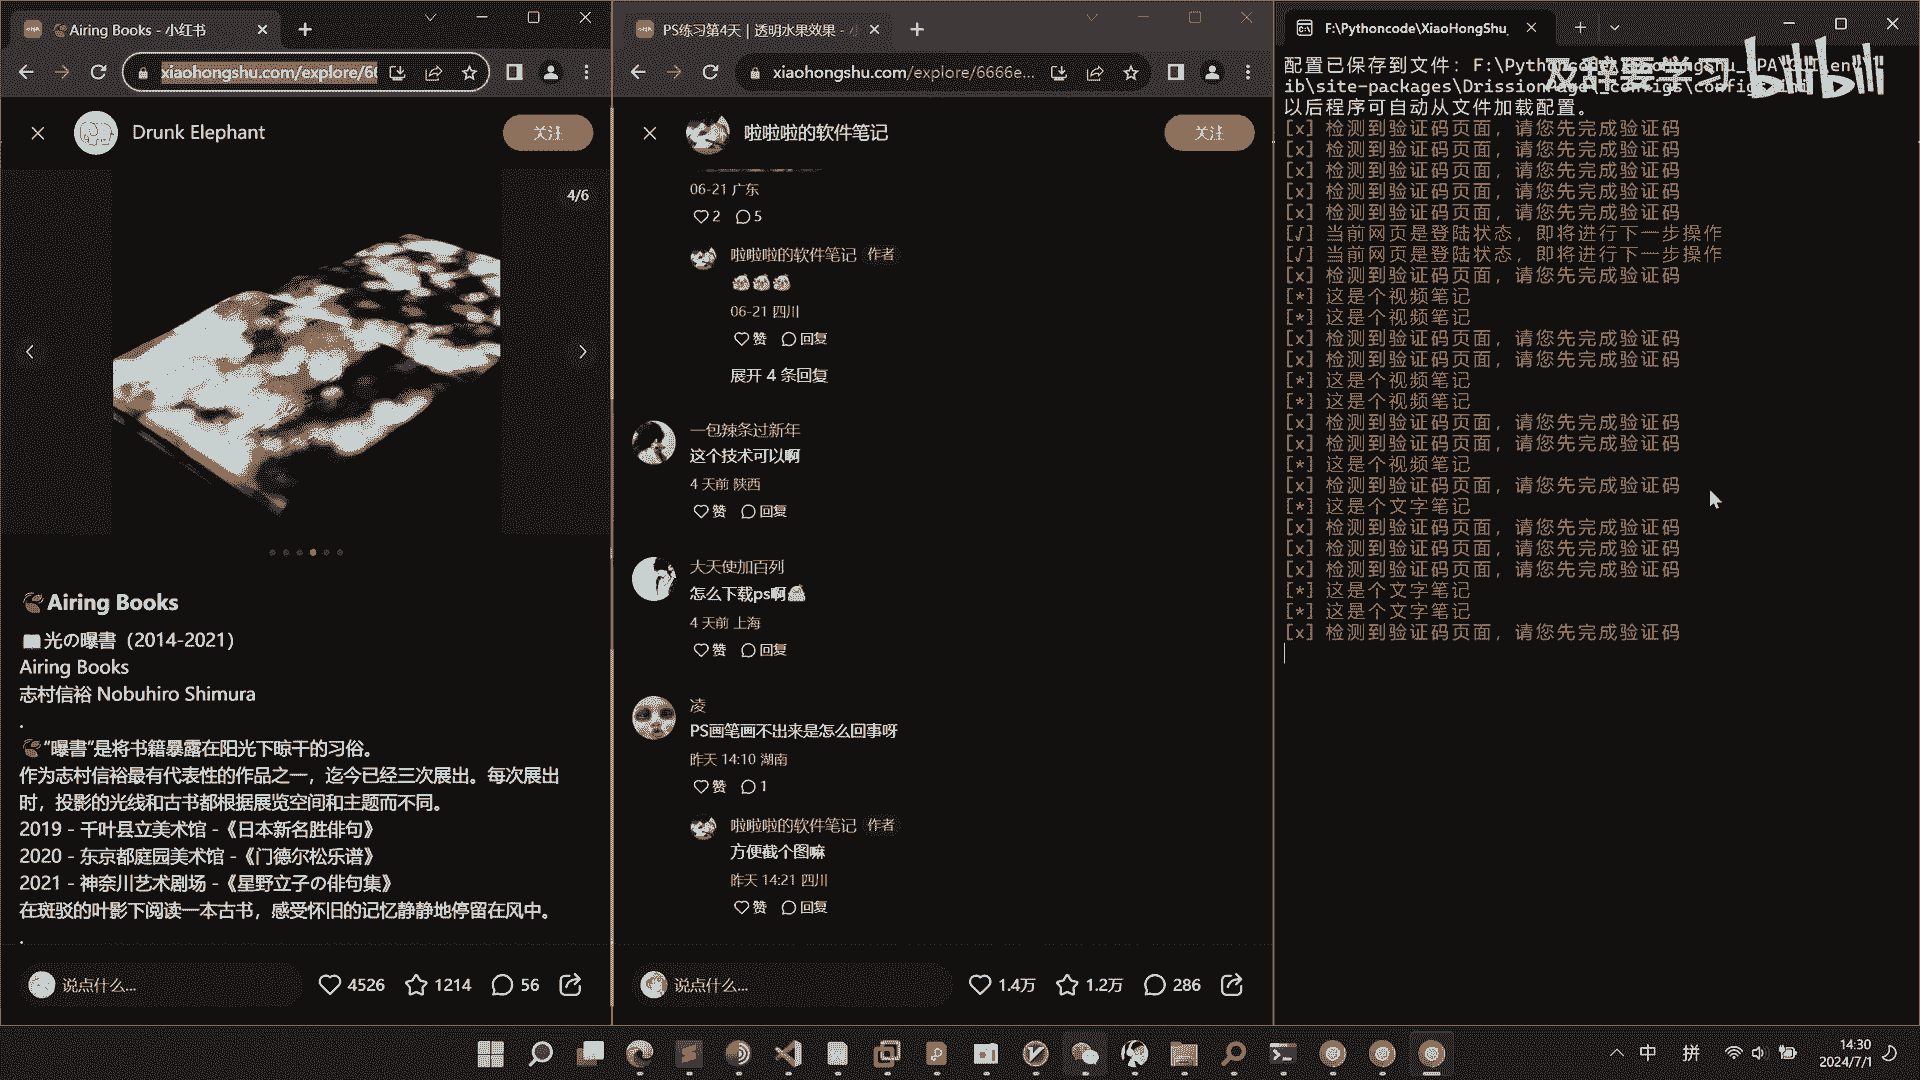 Airing Books - 小红书
xiaohongshu.com/explore/6
Drunk Elephant
关注
4/6
Airing Books
光の曝書（2014-2021）
Airing Books
志村信裕 Nobuhiro Shimura
.
“曝書”是将书籍暴露在阳光下晾干的习俗。
作为志村信裕最有代表性的作品之一，迄今已经三次展出。每次展出
时，投影的光线和古书都根据展览空间和主题而不同。
2019 - 千叶县立美术馆 -《日本新名胜俳句》
2020 - 东京都庭园美术馆 -《门德尔松乐谱》
2021 - 神奈川艺术剧场 -《星野立子の俳句集》
在斑驳的叶影下阅读一本古书，感受怀旧的记忆静静地停留在风中。
.
说点什么...
4526
1214
56
PS练习第4天 | 透明水果效果 -
xiaohongshu.com/explore/6666e...
啦啦啦的软件笔记
关注
06-21 广东
2 5
啦啦啦的软件笔记 作者
06-21 四川
赞 回复
展开 4 条回复
一包辣条过新年
这个技术可以啊
4 天前 陕西
赞 回复
大天使加百列
怎么下载ps啊
4 天前 上海
赞 回复
凌
PS画笔画不出来是怎么回事呀
昨天 14:10 湖南
赞 1
啦啦啦的软件笔记 作者
方便截个图嘛
昨天 14:21 四川
赞 回复
说点什么...
1.4万
1.2万
286
F:\Pythoncode\XiaoHongShu_
bilibili
配置已保存到文件：F:\Pyth
ib\site-packages\Drission
以后程序可自动从文件加载配置。
[x] 检测到验证码页面，请您先完成验证码
[x] 检测到验证码页面，请您先完成验证码
[x] 检测到验证码页面，请您先完成验证码
[x] 检测到验证码页面，请您先完成验证码
[x] 检测到验证码页面，请您先完成验证码
[√] 当前网页是登陆状态，即将进行下一步操作
[√] 当前网页是登陆状态，即将进行下一步操作
[x] 检测到验证码页面，请您先完成验证码
[*] 这是个视频笔记
[*] 这是个视频笔记
[x] 检测到验证码页面，请您先完成验证码
[x] 检测到验证码页面，请您先完成验证码
[*] 这是个视频笔记
[*] 这是个视频笔记
[x] 检测到验证码页面，请您先完成验证码
[x] 检测到验证码页面，请您先完成验证码
[*] 这是个视频笔记
[x] 检测到验证码页面，请您先完成验证码
[*] 这是个文字笔记
[x] 检测到验证码页面，请您先完成验证码
[x] 检测到验证码页面，请您先完成验证码
[x] 检测到验证码页面，请您先完成验证码
[*] 这是个文字笔记
[*] 这是个文字笔记
[x] 检测到验证码页面，请您先完成验证码
中 拼
14:30
2024/7/1